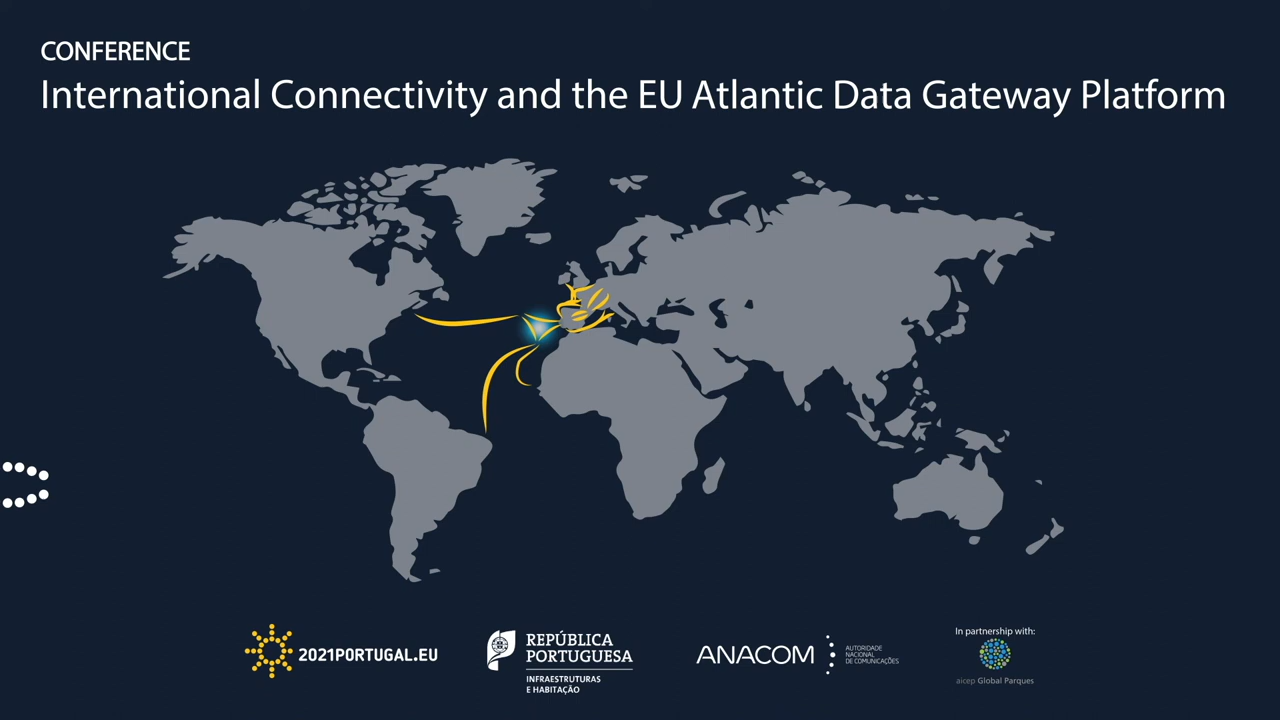 CONFERENCE
International Connectivity and the EU Atlantic Data Gateway Platform
2021PORTUGAL.EU
REPÚBLICA
PORTUGUESA
INFRAESTRUTURAS
E HABITAÇÃO
ANACOM
AUTORIDADE
NACIONAL
DE COMUNICAÇÕES
In partnership with:
aicep Global Parques